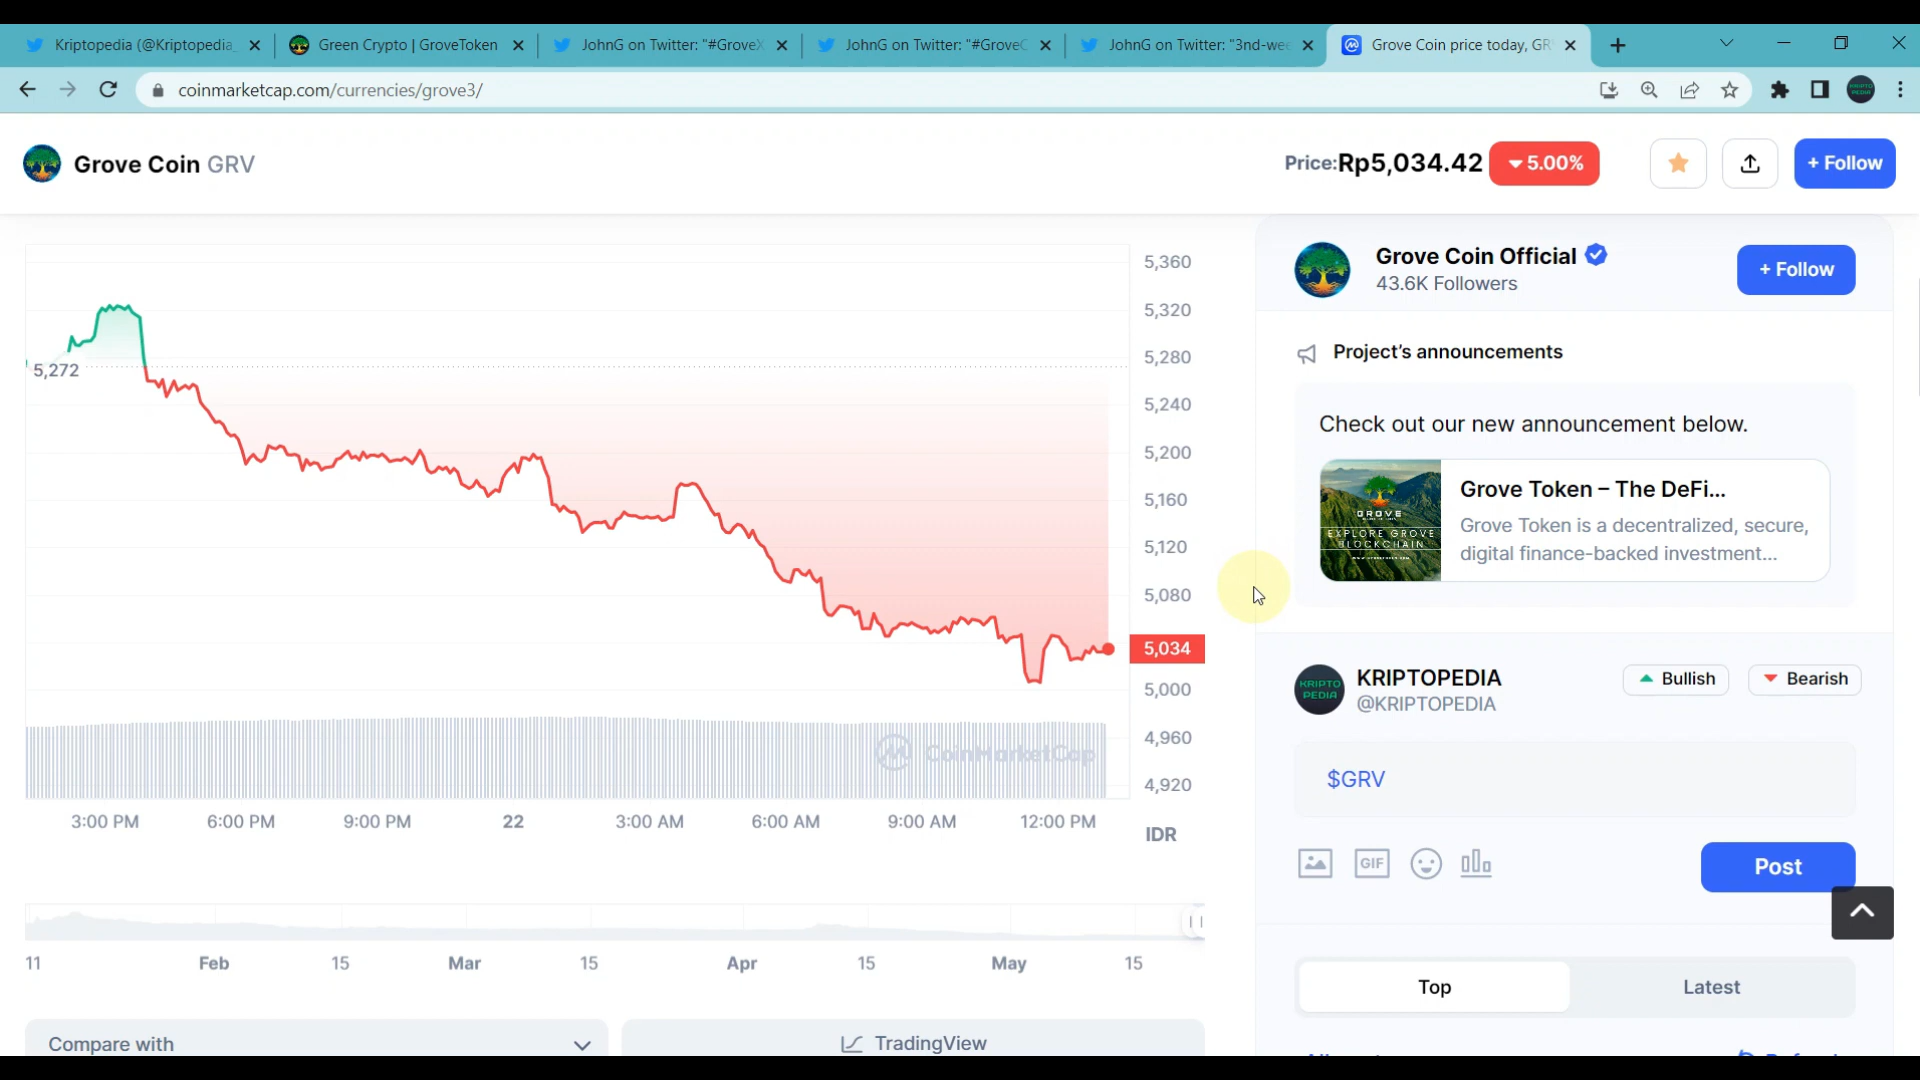 Kriptopedia (@Kriptopedia_
Green Crypto | GroveToken
JohnG on Twitter: "#GroveX
JohnG on Twitter: "#GroveC
JohnG on Twitter: "3nd-wee
Grove Coin price today, GR
coinmarketcap.com/currencies/grove3/
Grove Coin GRV
Price:Rp5,034.42
5.00%
+ Follow
5,360
5,320
5,280
5,240
5,200
5,160
5,120
5,080
5,034
5,000
4,960
4,920
5,272
CoinMarketCap
3:00 PM
6:00 PM
9:00 PM
22
3:00 AM
6:00 AM
9:00 AM
12:00 PM
IDR
11
Feb
15
Mar
15
Apr
15
May
15
Compare with
TradingView
Grove Coin Official
43.6K Followers
+ Follow
Project's announcements
Check out our new announcement below.
GROVE
EXPLORE GROVE
BLOCKCHAIN
Grove Token – The DeFi...
Grove Token is a decentralized, secure,
digital finance-backed investment...
KRIPTO
PEDIA
KRIPTOPEDIA
@KRIPTOPEDIA
Bullish
Bearish
$GRV
GIF
Post
Top
Latest